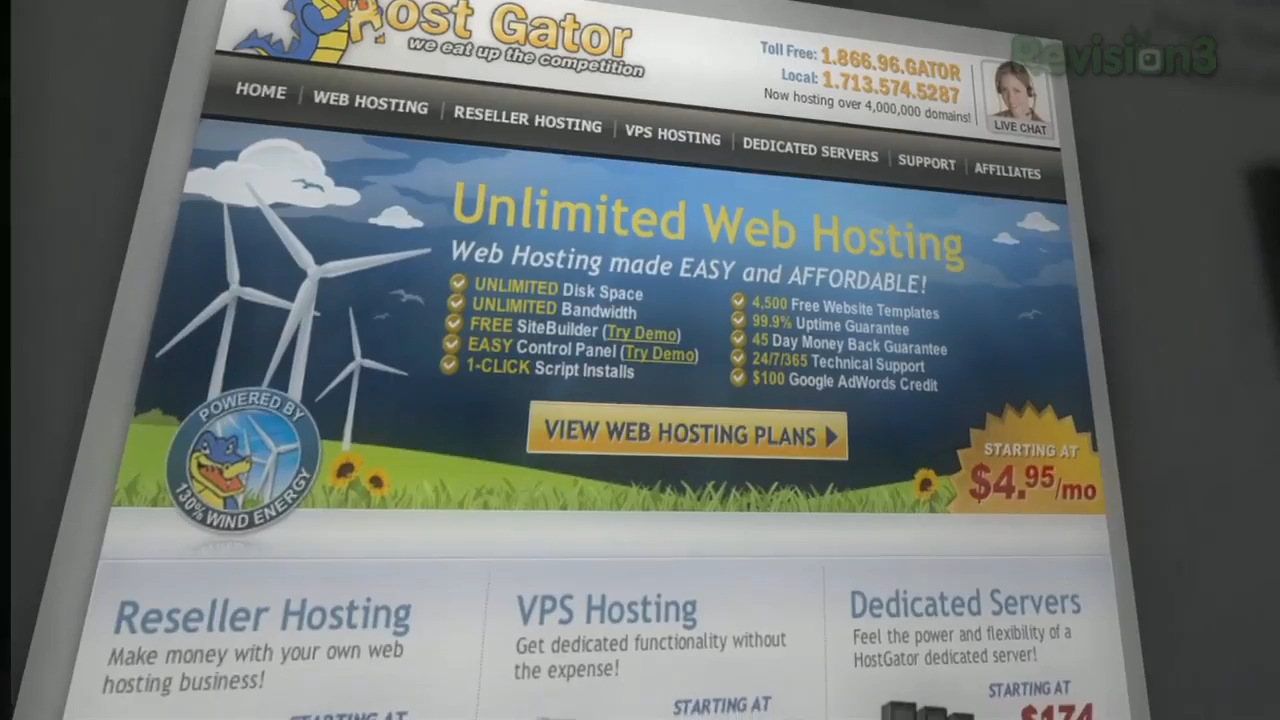 Host Gator
we eat up the competition
Toll Free: 1.866.96.GATOR
Local: 1.713.574.5287
Now hosting over 4,000,000 domains!
LIVE CHAT
Revision3
HOME
WEB HOSTING
RESELLER HOSTING
VPS HOSTING
DEDICATED SERVERS
SUPPORT
AFFILIATES
Unlimited Web Hosting
Web Hosting made EASY and AFFORDABLE!
UNLIMITED Disk Space
UNLIMITED Bandwidth
FREE SiteBuilder (Try Demo)
EASY Control Panel (Try Demo)
1-CLICK Script Installs
4,500 Free Website Templates
99.9% Uptime Guarantee
45 Day Money Back Guarantee
24/7/365 Technical Support
$100 Google AdWords Credit
VIEW WEB HOSTING PLANS
STARTING AT
$4.95/mo
POWERED BY
130% WIND ENERGY
Reseller Hosting
Make money with your own web
hosting business!
STARTING AT
VPS Hosting
Get dedicated functionality without
the expense!
STARTING AT
Dedicated Servers
Feel the power and flexibility of a
HostGator dedicated server!
STARTING AT
$174